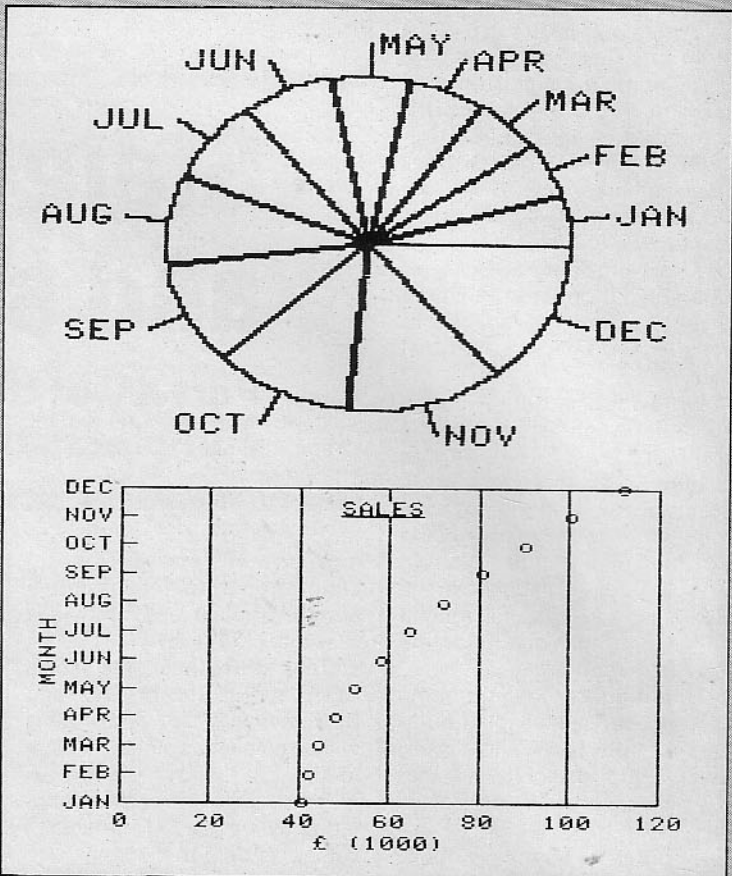 MAY
JUN
APR
MAR
JUL
FEB
AUG
JAN
SEP
DEC
OCT
NOV
DEC
SALES
NOV
OCT
SEP
AUG
JUL
JUN
MAY
APR
MAR
FEB
JAN
MONTH
0 20 40 60 80 100 120
£ (1000)